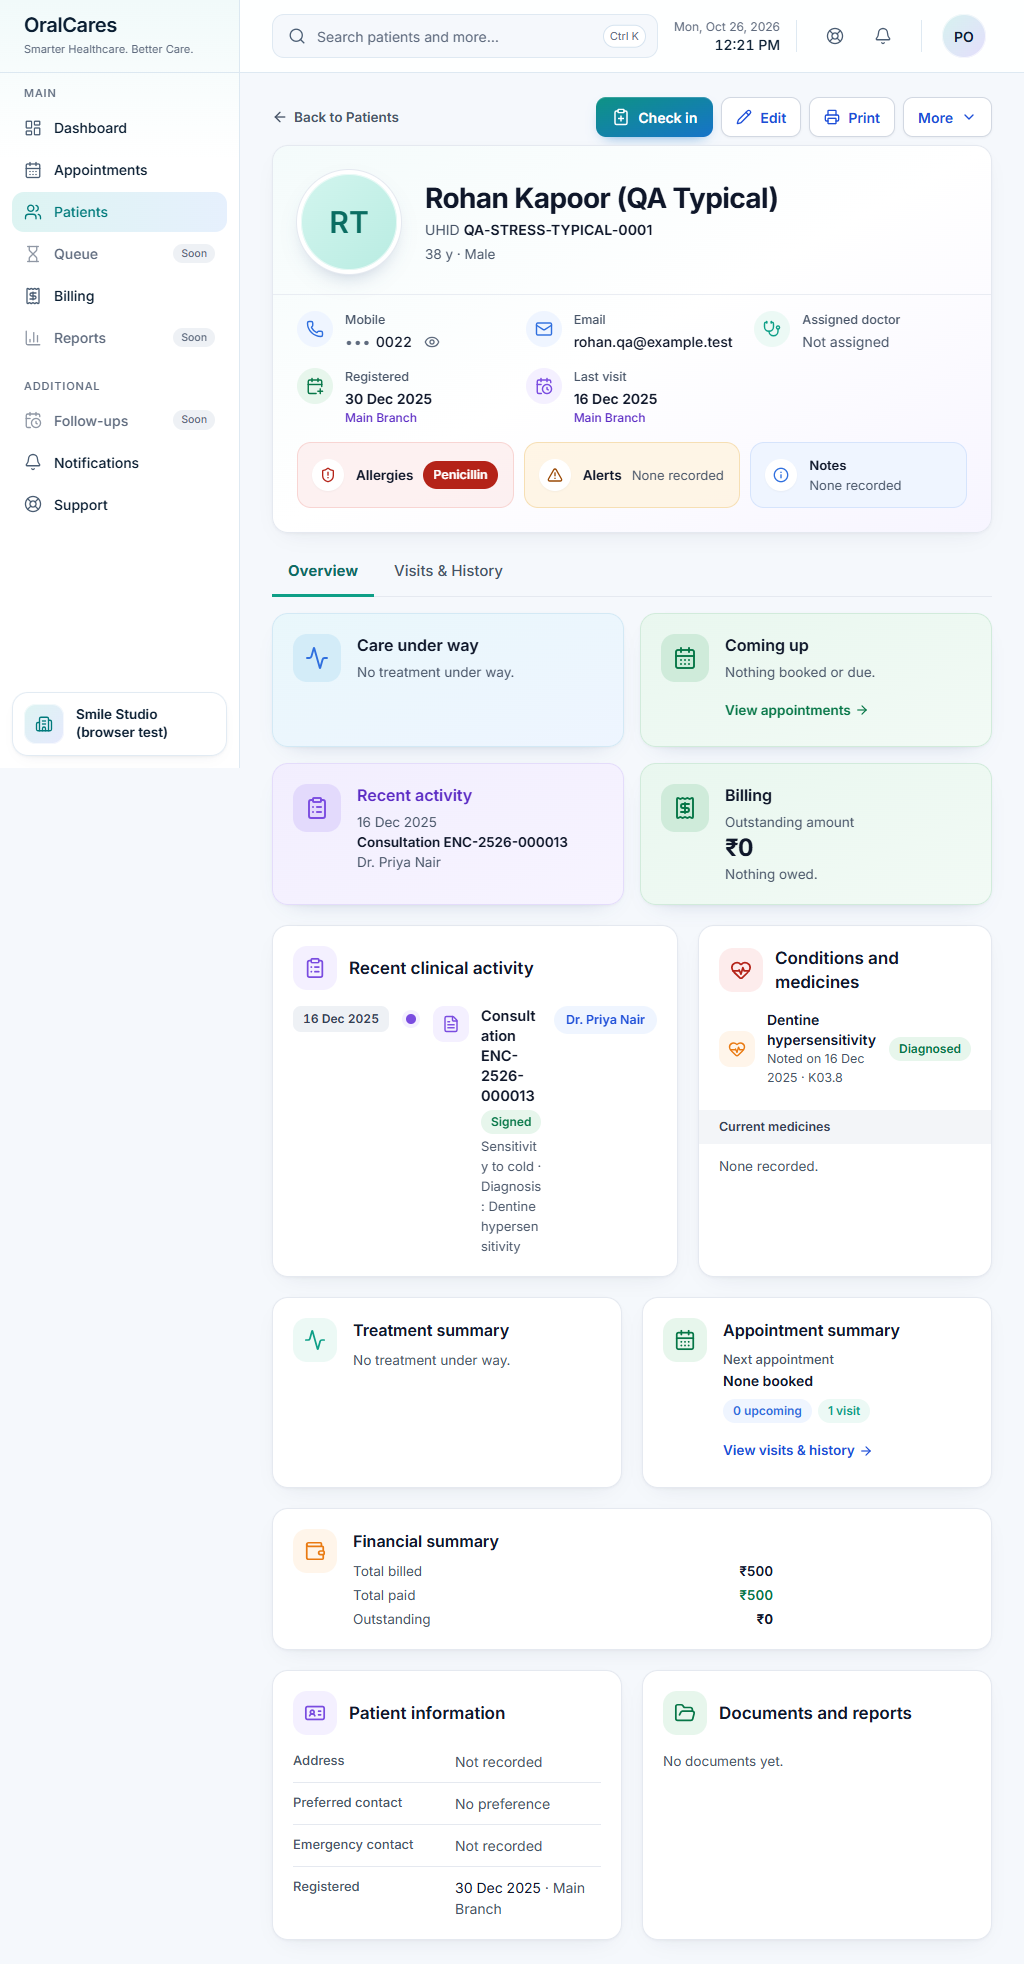 OralCares
Smarter Healthcare. Better Care.
Search patients and more...
Ctrl K
Mon, Oct 26, 2026
12:21 PM
PO
MAIN
Dashboard
Appointments
Patients
Queue
Soon
Billing
Reports
Soon
ADDITIONAL
Follow-ups
Soon
Notifications
Support
Smile Studio
(browser test)
Back to Patients
Check in
Edit
Print
More
RT
Rohan Kapoor (QA Typical)
UHID QA-STRESS-TYPICAL-0001
38 y · Male
Mobile
••• 0022
Email
rohan.qa@example.test
Assigned doctor
Not assigned
Registered
30 Dec 2025
Main Branch
Last visit
16 Dec 2025
Main Branch
Allergies
Penicillin
Alerts
None recorded
Notes
None recorded
Overview
Visits & History
Care under way
No treatment under way.
Coming up
Nothing booked or due.
View appointments →
Recent activity
16 Dec 2025
Consultation ENC-2526-000013
Dr. Priya Nair
Billing
Outstanding amount
₹0
Nothing owed.
Recent clinical activity
16 Dec 2025
Consult
ation
ENC-
2526-
000013
Signed
Sensitivit
y to cold ·
Diagnosis
: Dentine
hypersen
sitivity
Dr. Priya Nair
Conditions and
medicines
Dentine
hypersensitivity
Noted on 16 Dec
2025 · K03.8
Diagnosed
Current medicines
None recorded.
Treatment summary
No treatment under way.
Appointment summary
Next appointment
None booked
0 upcoming
1 visit
View visits & history →
Financial summary
Total billed
₹500
Total paid
₹500
Outstanding
₹0
Patient information
Address
Not recorded
Preferred contact
No preference
Emergency contact
Not recorded
Registered
30 Dec 2025 · Main
Branch
Documents and reports
No documents yet.